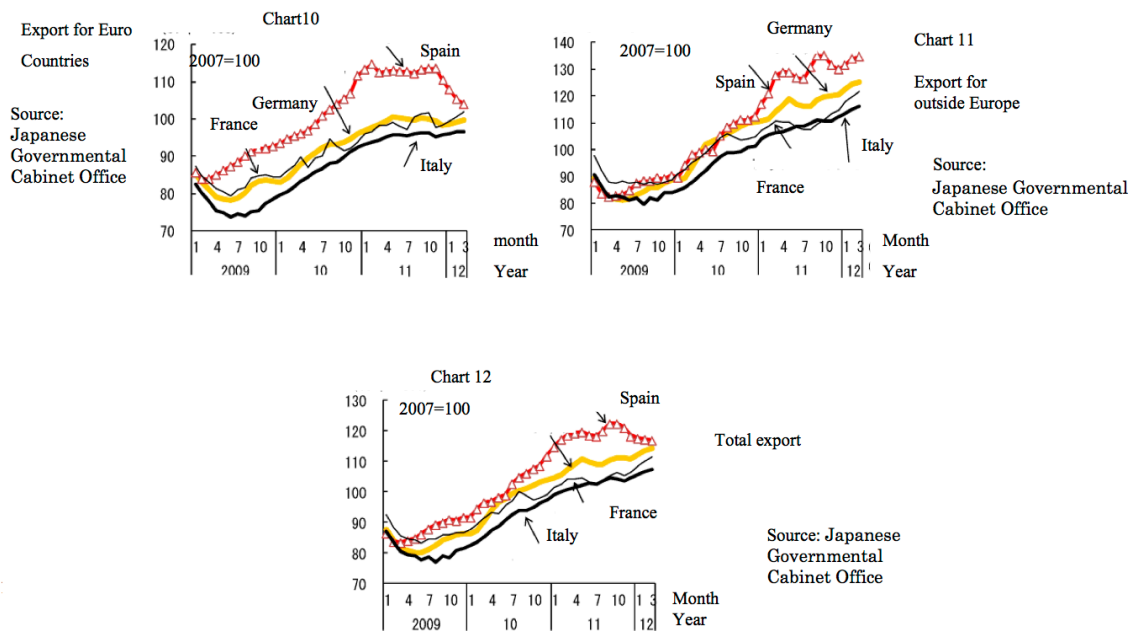 Chart10
Export for Euro
Countries
Source:
Japanese
Governmental
Cabinet Office
2007=100
120
110
100
90
80
70
Spain
Germany
France
Italy
1 4 7 10 1 4 7 10 1 4 7 10 1 3
month
2009 10 11 12
Year
Chart 11
Export for
outside Europe
Source:
Japanese Governmental
Cabinet Office
2007=100
140
130
120
110
100
90
80
70
Germany
Spain
Italy
France
1 4 7 10 1 4 7 10 1 4 7 10 1 3
Month
2009 10 11 12
Year
Chart 12
2007=100
130
120
110
100
90
80
70
Spain
Total export
France
Italy
Source: Japanese
Governmental
Cabinet Office
1 4 7 10 1 4 7 10 1 4 7 10 1 3
Month
2009 10 11 12
Year